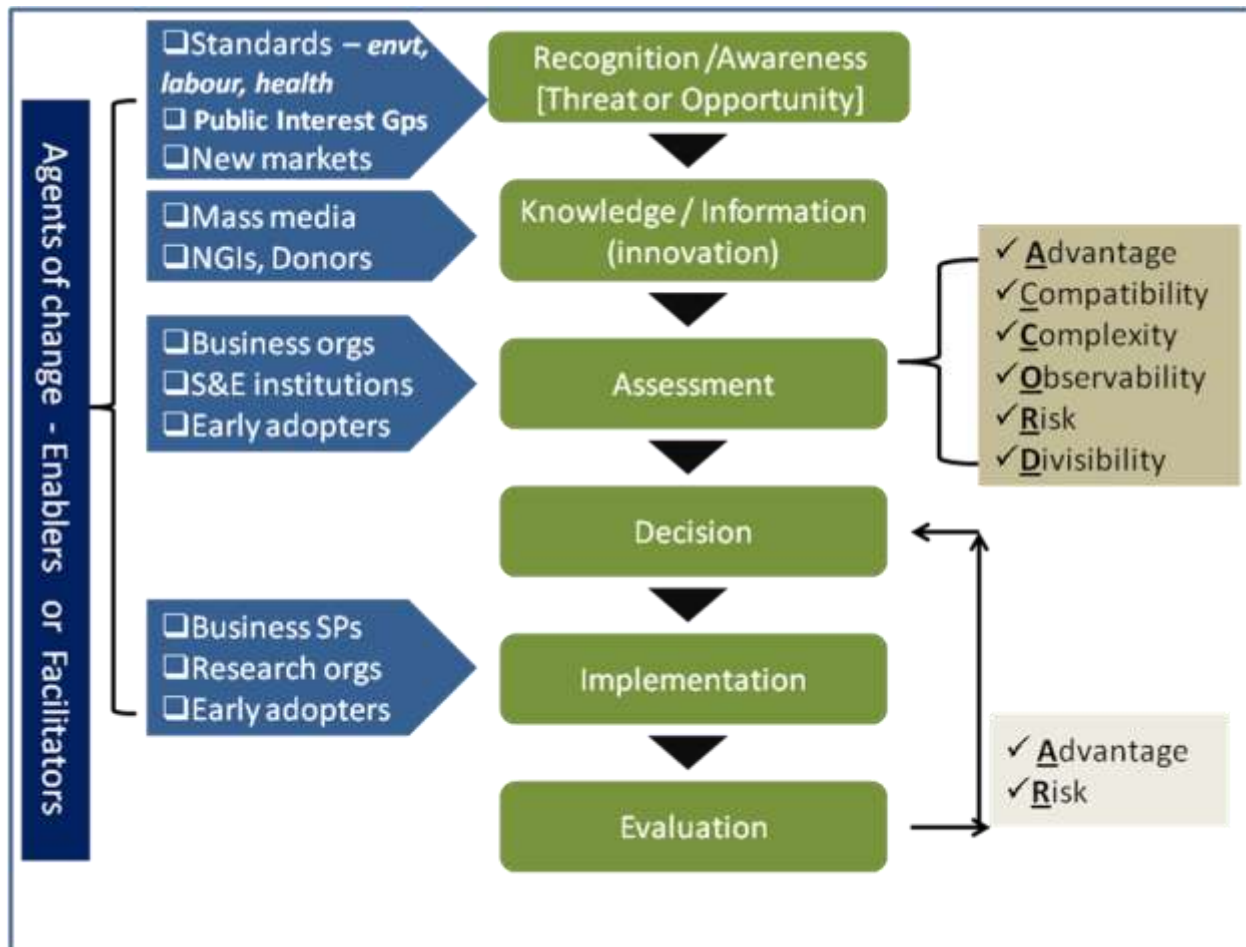 Agents of change - Enablers or Facilitators
❑Standards – envt,
labour, health
❑ Public Interest Gps
❑New markets
Recognition /Awareness
[Threat or Opportunity]
❑Mass media
❑NGIs, Donors
Knowledge / Information
(innovation)
❑Business orgs
❑S&E institutions
❑Early adopters
Assessment
✓ Advantage
✓Compatibility
✓Complexity
✓Observability
✓Risk
✓Divisibility
Decision
❑Business SPs
❑Research orgs
❑Early adopters
Implementation
Evaluation
✓ Advantage
✓Risk